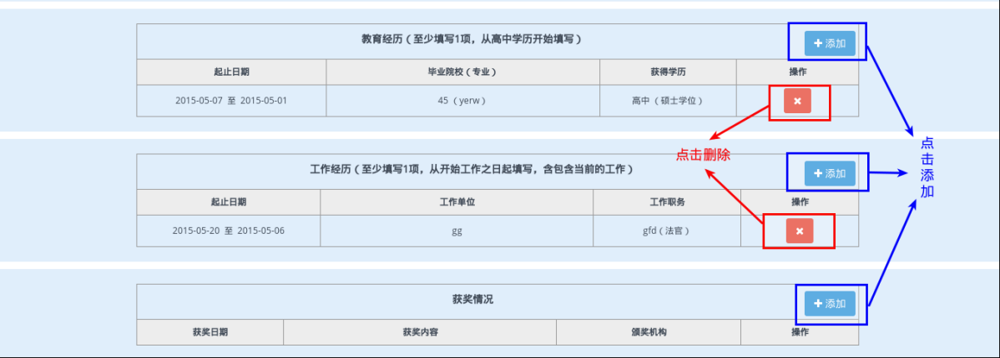 教育经历（至少填写1项，从高中学历开始填写）
添加
起止日期 毕业院校（专业） 获得学历 操作
2015-05-07 至 2015-05-01 45（yerw） 高中（硕士学位）
点击删除
点击添加
工作经历（至少填写1项，从开始工作之日起填写，含包含当前的工作）
添加
起止日期 工作单位 工作职务 操作
2015-05-20 至 2015-05-06 gg gfd（法官）
获奖情况
添加
获奖日期 获奖内容 颁奖机构 操作